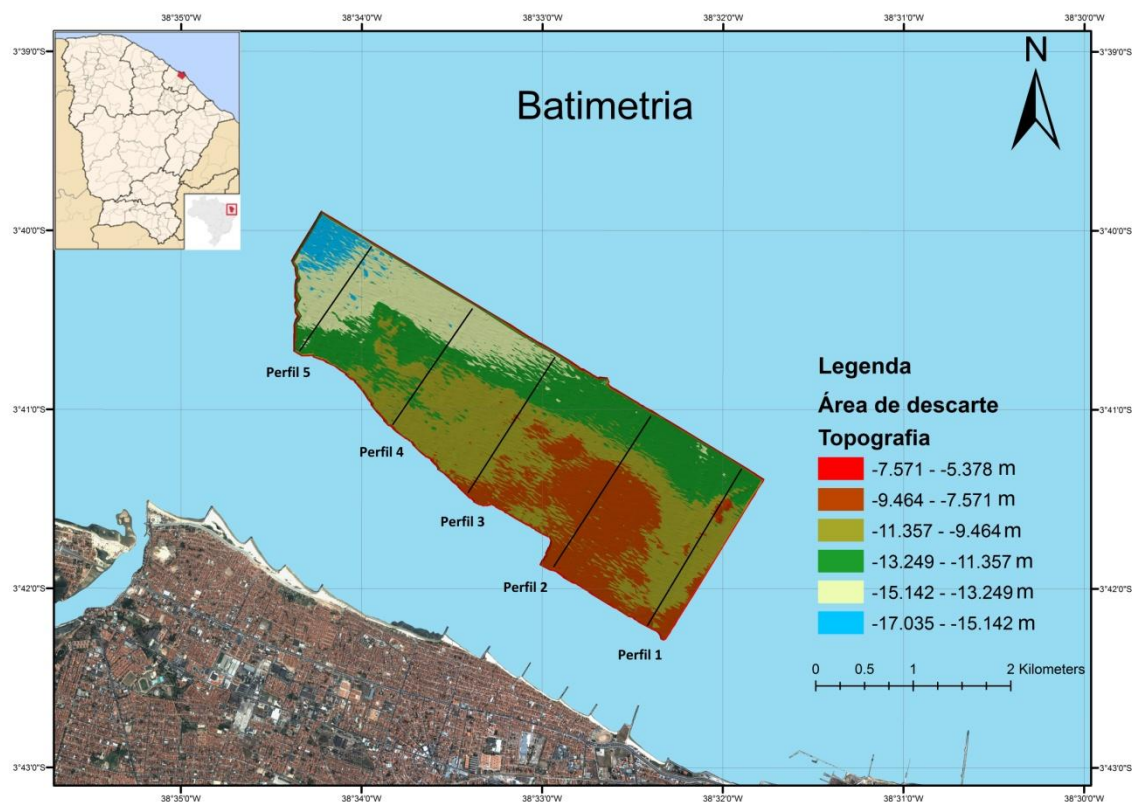 38°35'0"W 38°34'0"W 38°33'0"W 38°32'0"W 38°31'0"W 38°30'0"W
3°39'0"S 3°39'0"S
N
Batimetria
3°40'0"S 3°40'0"S
Perfil 5
Legenda
3°41'0"S 3°41'0"S
Área de descarte
Topografia
Perfil 4
-7.571 - -5.378 m
-9.464 - -7.571 m
Perfil 3
-11.357 - -9.464 m
-13.249 - -11.357 m
Perfil 2
3°42'0"S 3°42'0"S
-15.142 - -13.249 m
-17.035 - -15.142 m
Perfil 1
0 0.5 1 2 Kilometers
3°43'0"S 3°43'0"S
38°35'0"W 38°34'0"W 38°33'0"W 38°32'0"W 38°31'0"W 38°30'0"W